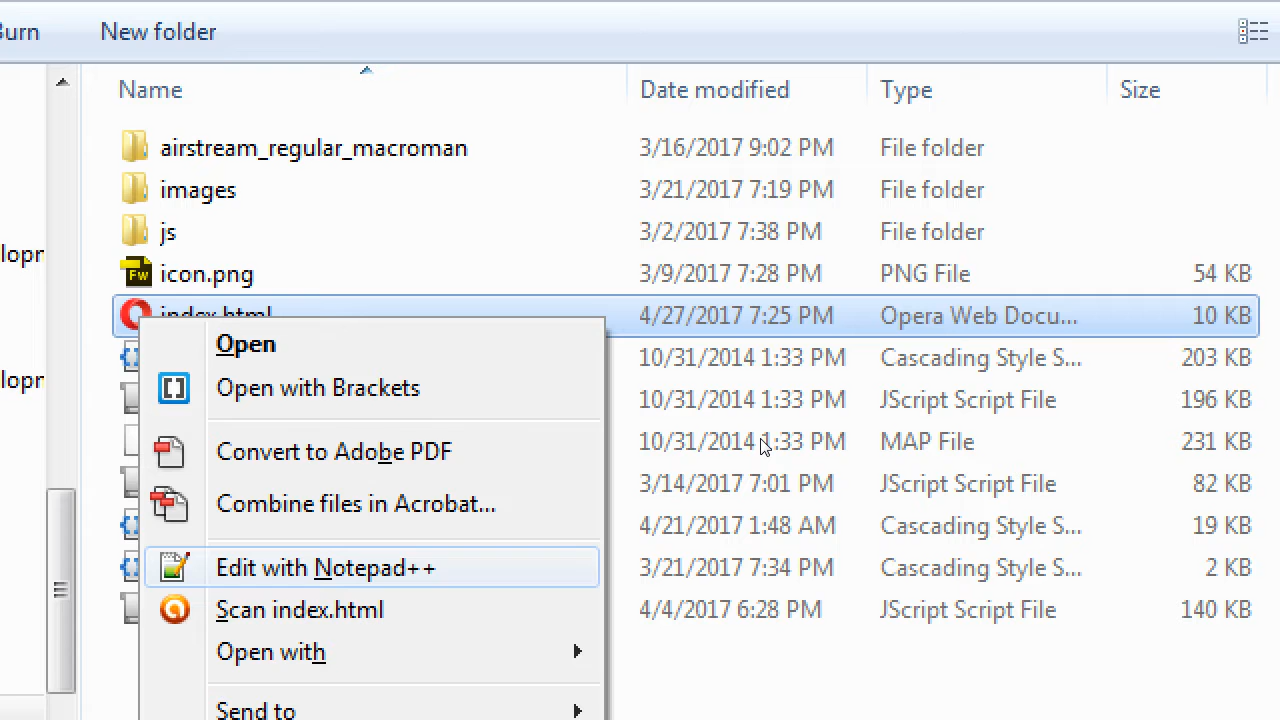 Burn New folder
Name Date modified Type Size
airstream_regular_macroman 3/16/2017 9:02 PM File folder
images 3/21/2017 7:19 PM File folder
js 3/2/2017 7:38 PM File folder
Fw icon.png 3/9/2017 7:28 PM PNG File 54 KB
index.html 4/27/2017 7:25 PM Opera Web Docu... 10 KB
Open 10/31/2014 1:33 PM Cascading Style S... 203 KB
Open with Brackets 10/31/2014 1:33 PM JScript Script File 196 KB
Convert to Adobe PDF 10/31/2014 1:33 PM MAP File 231 KB
Combine files in Acrobat... 3/14/2017 7:01 PM JScript Script File 82 KB
4/21/2017 1:48 AM Cascading Style S... 19 KB
Edit with Notepad++ 3/21/2017 7:34 PM Cascading Style S... 2 KB
Scan index.html 4/4/2017 6:28 PM JScript Script File 140 KB
Open with
Send to